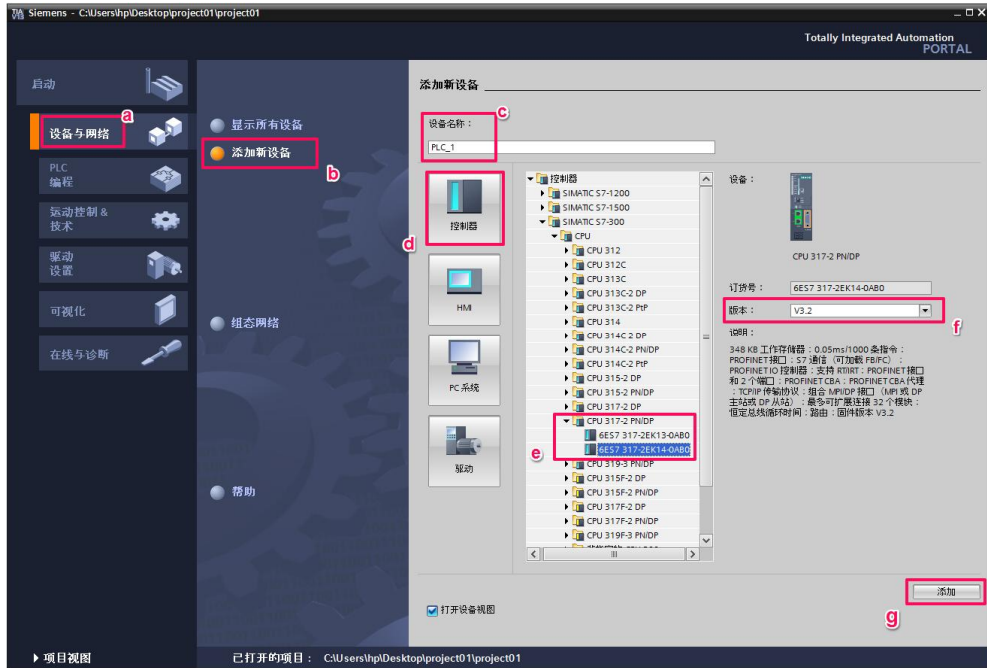 Siemens - C:\Users\hp\Desktop\project01\project01
Totally Integrated Automation
PORTAL
启动
设备与网络
a
PLC
编程
运动控制 &
技术
驱动
设置
可视化
在线与诊断
显示所有设备
添加新设备
b
组态网络
帮助
添加新设备
c
设备名称：
PLC_1
d
控制器
HMI
PC 系统
驱动
控制器
SIMATIC S7-1200
SIMATIC S7-1500
SIMATIC S7-300
CPU
CPU 312
CPU 312C
CPU 313C
CPU 313C-2 DP
CPU 313C-2 PtP
CPU 314
CPU 314C 2 DP
CPU 314C-2 PN/DP
CPU 314C-2 PtP
CPU 315-2 DP
CPU 315-2 PN/DP
CPU 317-2 DP
CPU 317-2 PN/DP
6ES7 317-2EK13-0AB0
6ES7 317-2EK14-0AB0
e
CPU 319-3 PN/DP
CPU 315F-2 DP
CPU 315F-2 PN/DP
CPU 317F-2 DP
CPU 317F-2 PN/DP
CPU 319F-3 PN/DP
设备：
CPU 317-2 PN/DP
订货号：
6ES7 317-2EK14-0AB0
版本：
V3.2
f
说明：
348 KB 工作存储器；0.05ms/1000 条指令；
PROFINET 接口；S7 通信（可加载 FB/FC）；
PROFINET IO 控制器；支持 RT/IRT；PROFINET 接口
和 2 个端口；PROFINET CBA；PROFINET CBA 代理
；TCP/IP 传输协议；组合 MPI/DP 接口（MPI 或 DP
主站或 DP 从站）；最多可扩展连接 32 个模块；
恒定总线循环时间；路由；固件版本 V3.2
添加
g
打开设备视图
项目视图
已打开的项目： C:\Users\hp\Desktop\project01\project01